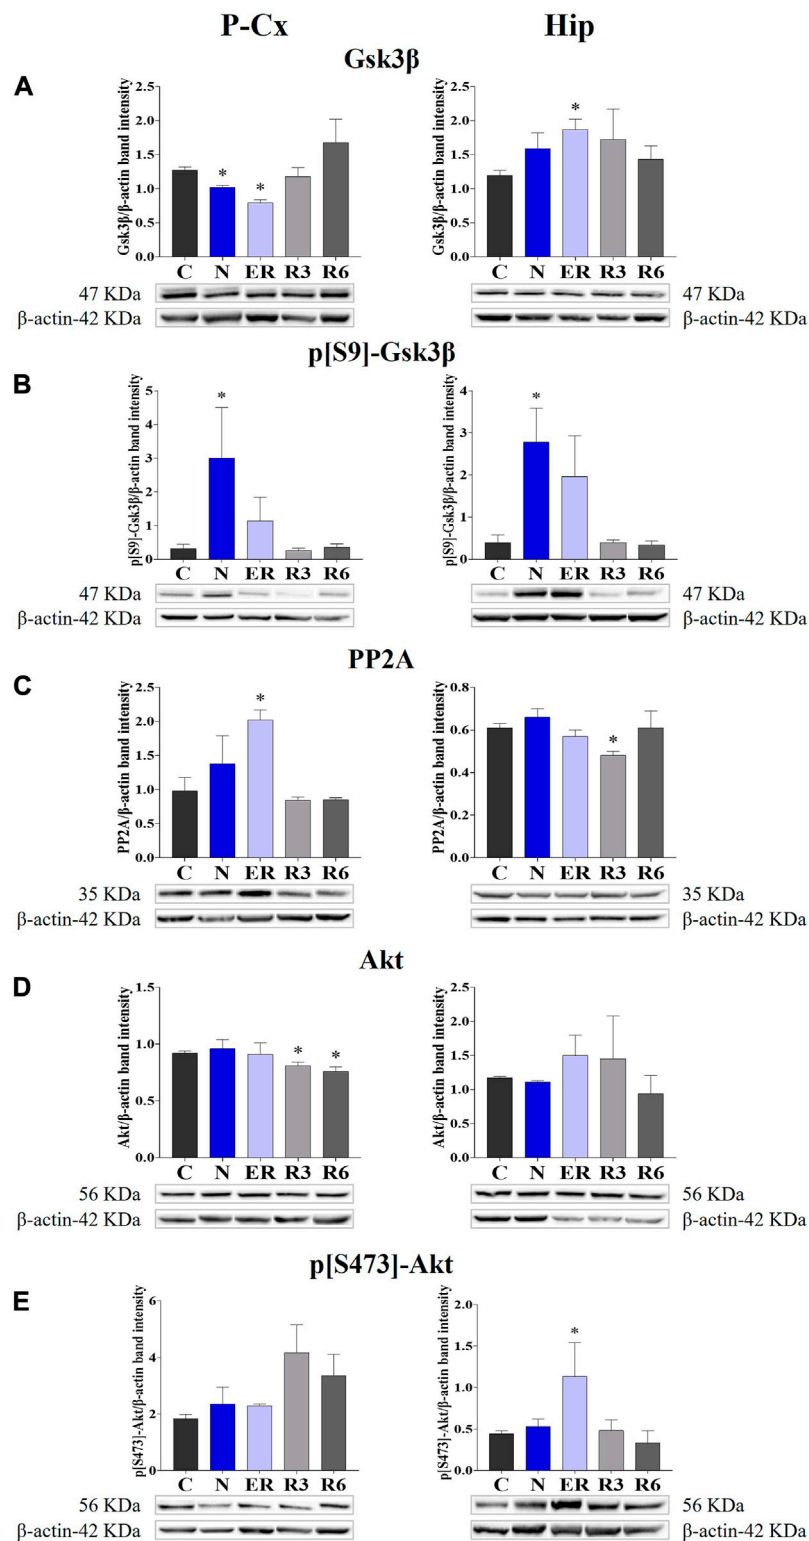 P-Cx Hip
Gsk3β
A
Gsk3β/β-actin band intensity
2.5
2.0
1.5
1.0
0.5
0.0
* *
C N ER R3 R6
47 KDa
β-actin-42 KDa
Gsk3β/β-actin band intensity
2.5
2.0
1.5
1.0
0.5
0.0
*
C N ER R3 R6
47 KDa
β-actin-42 KDa
p[S9]-Gsk3β
B
p[S9]-Gsk3β/β-actin band intensity
5
4
3
2
1
0
*
C N ER R3 R6
47 KDa
β-actin-42 KDa
p[S9]-Gsk3β/β-actin band intensity
4
3
2
1
0
*
C N ER R3 R6
47 KDa
β-actin-42 KDa
PP2A
C
PP2A/β-actin band intensity
2.5
2.0
1.5
1.0
0.5
0.0
*
C N ER R3 R6
35 KDa
β-actin-42 KDa
PP2A/β-actin band intensity
0.8
0.6
0.4
0.2
0.0
*
C N ER R3 R6
35 KDa
β-actin-42 KDa
Akt
D
Akt/β-actin band intensity
1.5
1.0
0.5
0.0
* *
C N ER R3 R6
56 KDa
β-actin-42 KDa
Akt/β-actin band intensity
2.5
2.0
1.5
1.0
0.5
0.0
C N ER R3 R6
56 KDa
β-actin-42 KDa
p[S473]-Akt
E
p[S473]-Akt/β-actin band intensity
6
4
2
0
C N ER R3 R6
56 KDa
β-actin-42 KDa
p[S473]-Akt/β-actin band intensity
2.0
1.5
1.0
0.5
0.0
*
C N ER R3 R6
56 KDa
β-actin-42 KDa